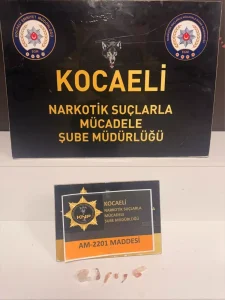 KOCAELİ
NARKOTİK SUÇLARLA
MÜCADELE
ŞUBE MÜDÜRLÜĞÜ
KOCAELİ
NARKOTİK SUÇLARLA
MÜCADELE
ŞUBE MÜDÜRLÜĞÜ
AM-2201 MADDESİ